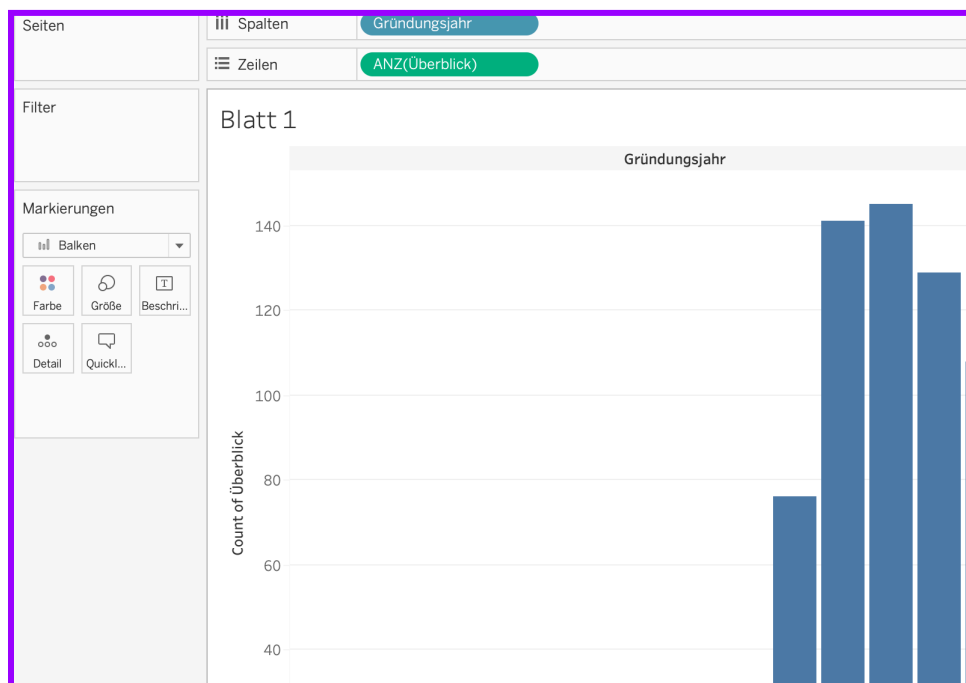 Seiten
Spalten
Gründungsjahr
Zeilen
ANZ(Überblick)
Filter
Blatt 1
Gründungsjahr
Markierungen
Balken
Farbe
Größe
Beschri...
Detail
Quickl...
Count of Überblick
140
120
100
80
60
40